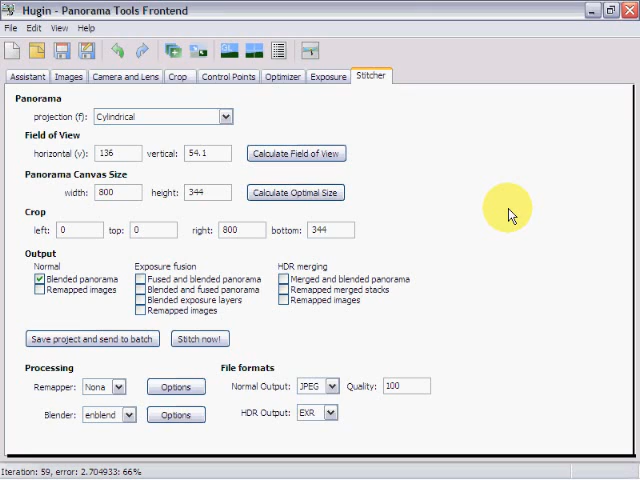 Hugin - Panorama Tools Frontend
File Edit View Help
Assistant Images Camera and Lens Crop Control Points Optimizer Exposure Stitcher
Panorama
projection (f): Cylindrical
Field of View
horizontal (v): 136 vertical: 54.1 Calculate Field of View
Panorama Canvas Size
width: 800 height: 344 Calculate Optimal Size
Crop
left: 0 top: 0 right: 800 bottom: 344
Output
Normal Exposure fusion HDR merging
Blended panorama Fused and blended panorama Merged and blended panorama
Remapped images Blended and fused panorama Remapped merged stacks
Blended exposure layers Remapped images
Remapped images
Save project and send to batch Stitch now!
Processing File formats
Remapper: Nona Options Normal Output: JPEG Quality: 100
Blender: enblend Options HDR Output: EXR
Iteration: 59, error: 2.704933: 66%